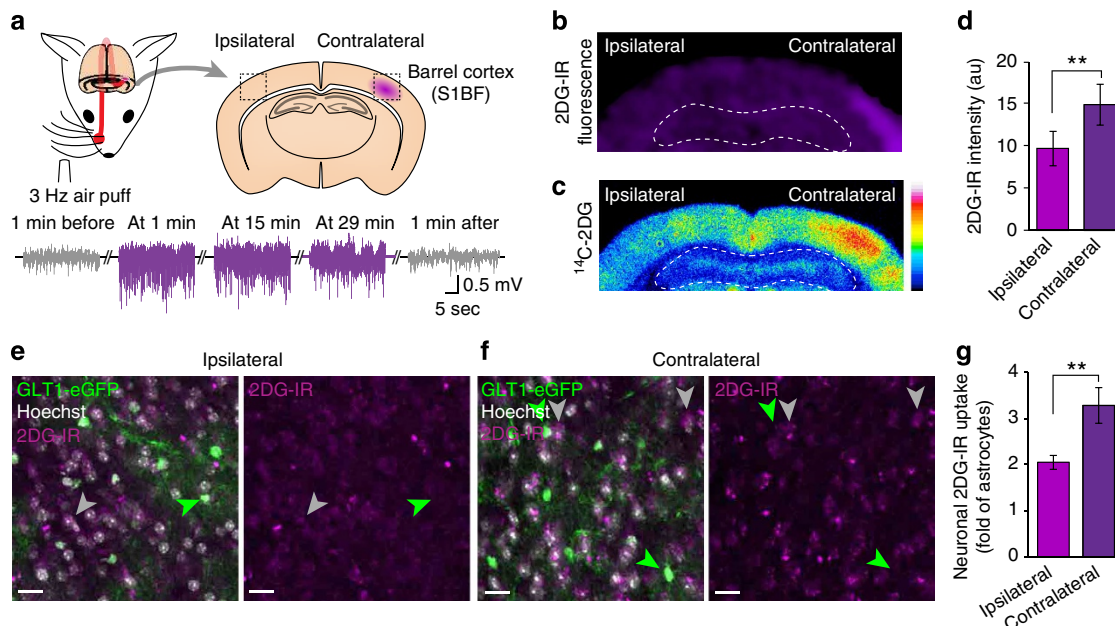 a
Ipsilateral Contralateral
Barrel cortex
(S1BF)
3 Hz air puff
1 min before At 1 min At 15 min At 29 min 1 min after
0.5 mV
5 sec
b
Ipsilateral Contralateral
2DG-IR
fluorescence
c
Ipsilateral Contralateral
¹⁴C-2DG
d
2DG-IR intensity (au)
20
15
10
5
0
**
Ipsilateral
Contralateral
e
Ipsilateral
GLT1-eGFP
Hoechst
2DG-IR
2DG-IR
f
Contralateral
GLT1-eGFP
Hoechst
2DG-IR
2DG-IR
g
Neuronal 2DG-IR uptake
(fold of astrocytes)
4
3
2
1
0
**
Ipsilateral
Contralateral